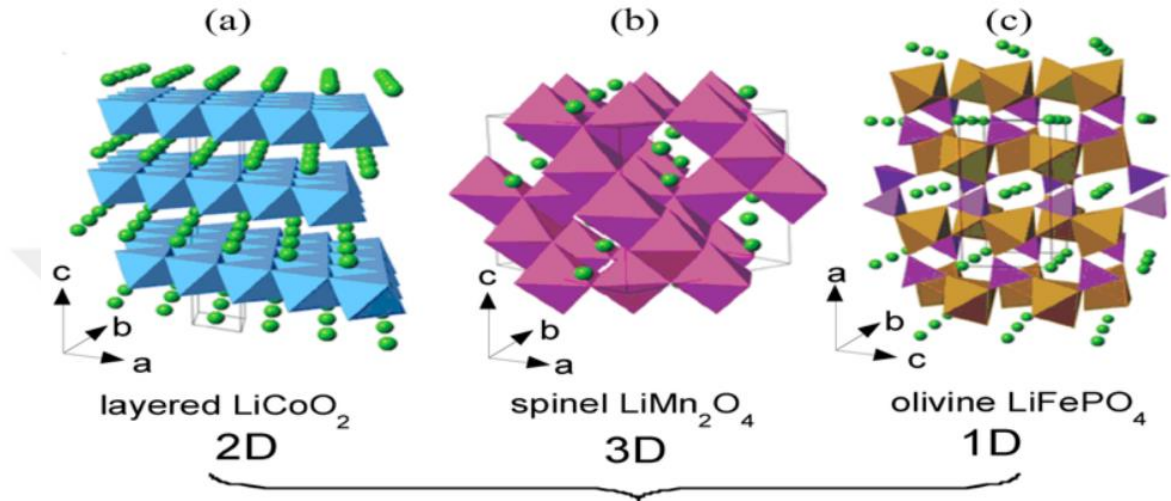 (a) (b) (c)
c b a
c b a
a b c
layered LiCoO₂ spinel LiMn₂O₄ olivine LiFePO₄
2D 3D 1D